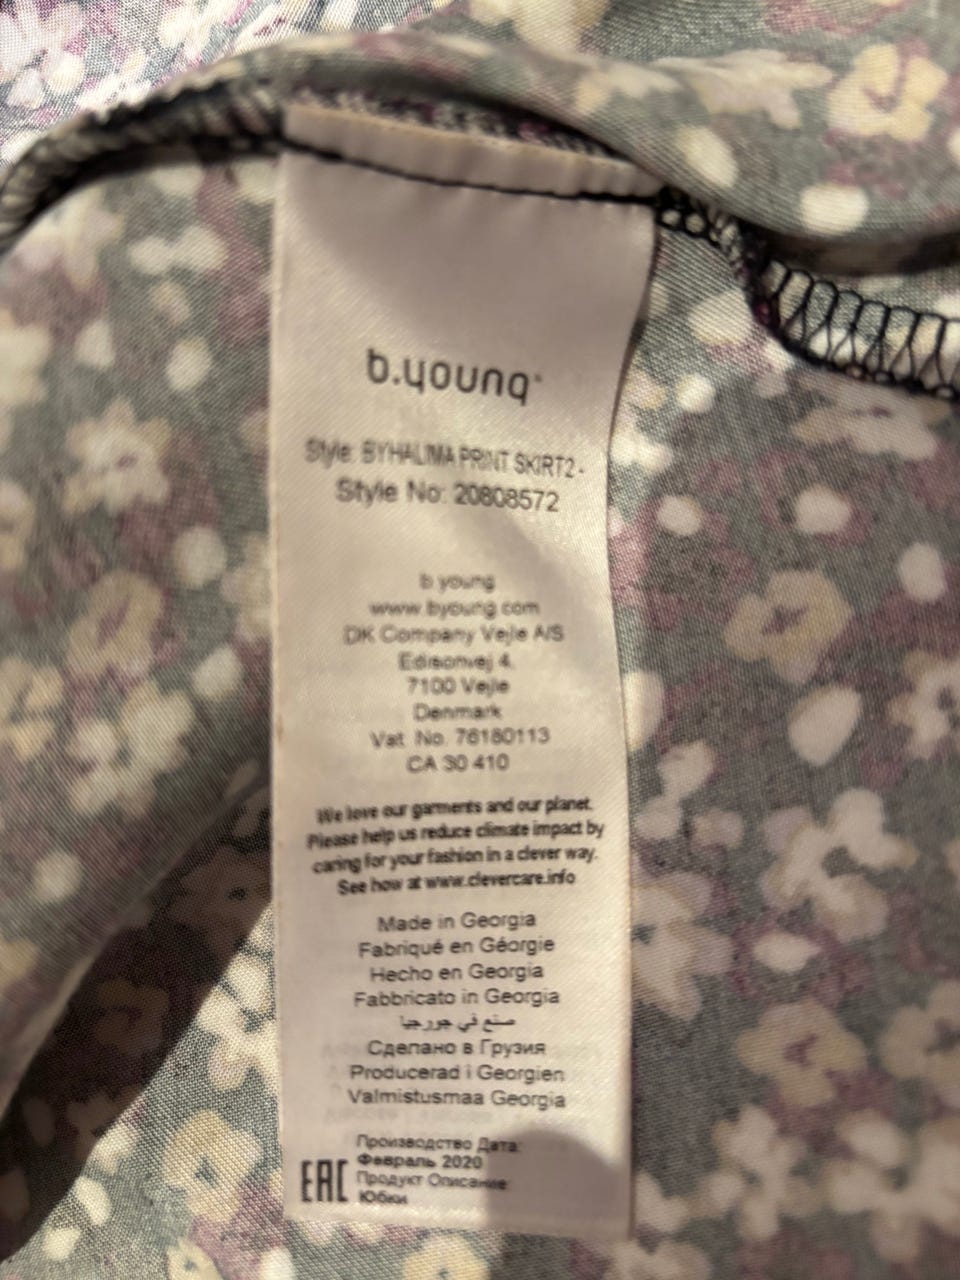 b.young®
Style: BYHALIMA PRINT SKIRT2 -
Style No: 20808572
b young
www.byoung.com
DK Company Vejle A/S
Edisonvej 4,
7100 Vejle
Denmark
Vat. No. 76180113
CA 30 410
We love our garments and our planet.
Please help us reduce climate impact by
caring for your fashion in a clever way.
See how at www.clevercare.info
Made in Georgia
Fabriqué en Géorgie
Hecho en Georgia
Fabbricato in Georgia
صنع في جورجيا
Сделано в Грузия
Producerad i Georgien
Valmistusmaa Georgia
Производство Дата:
Февраль 2020
EAC Продукт Описание:
Юбки